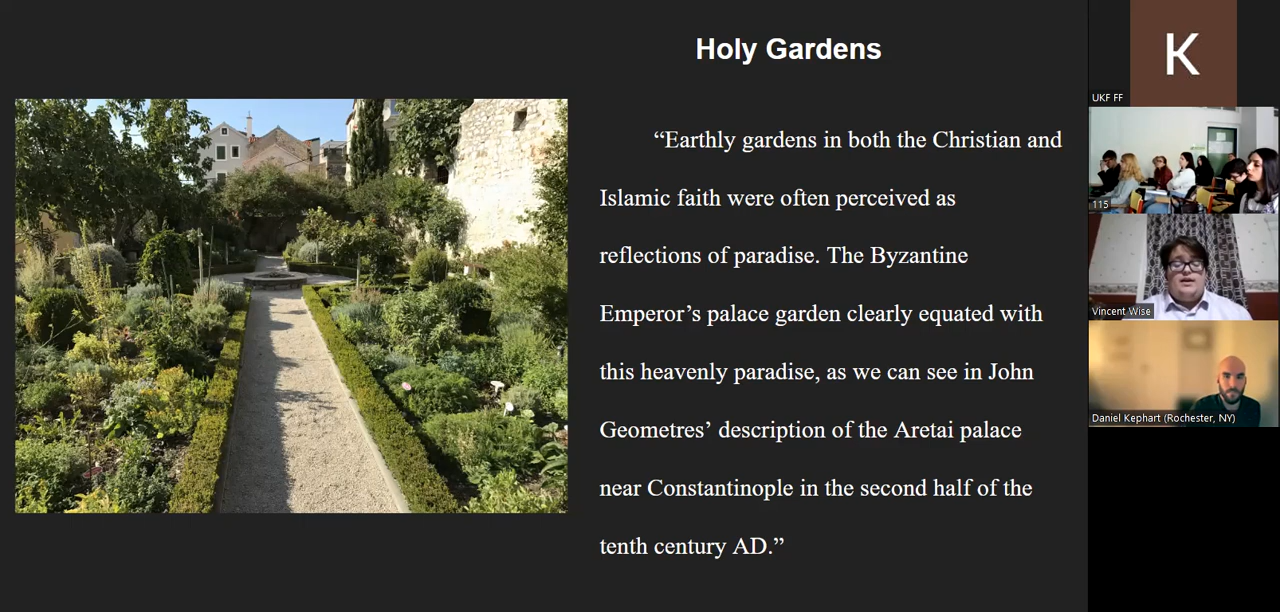 Holy Gardens
“Earthly gardens in both the Christian and
Islamic faith were often perceived as
reflections of paradise. The Byzantine
Emperor’s palace garden clearly equated with
this heavenly paradise, as we can see in John
Geometres’ description of the Aretai palace
near Constantinople in the second half of the
tenth century AD.”
K
UKF FF
115
Vincent Wise
Daniel Kephart (Rochester, NY)